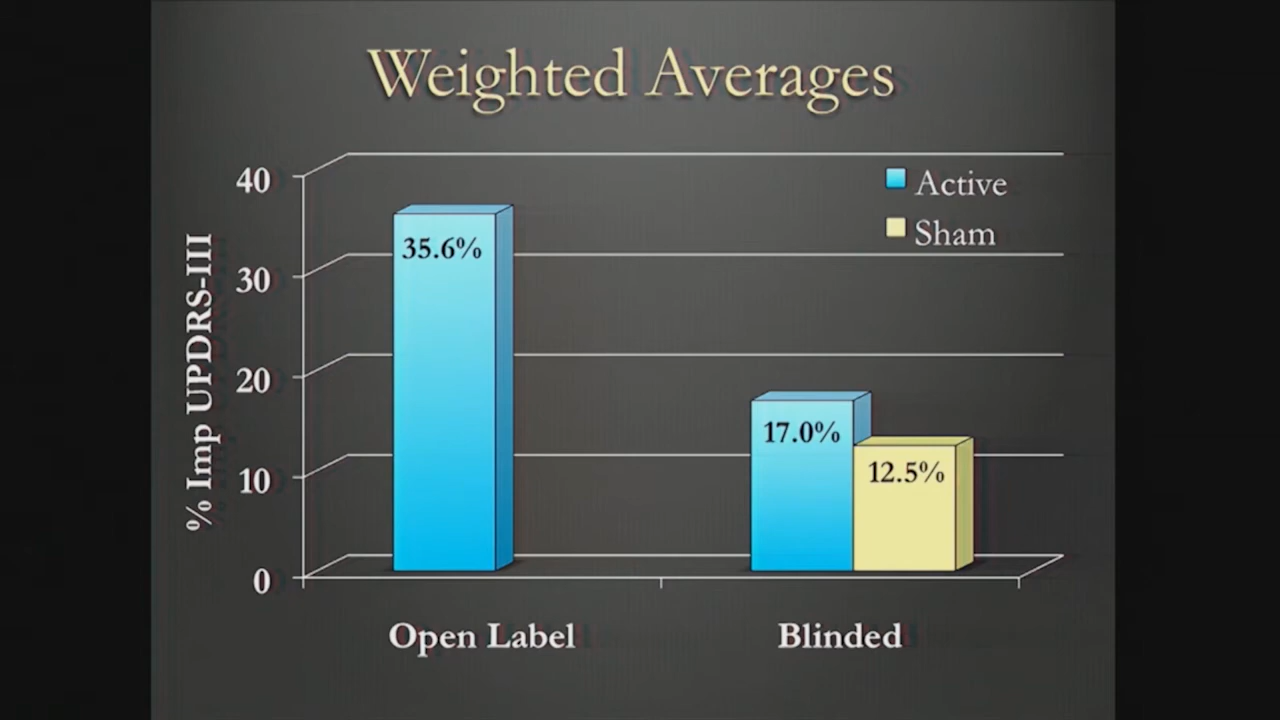 Weighted Averages
Active
Sham
% Imp UPDRS-III
40
30
20
10
0
35.6%
17.0%
12.5%
Open Label
Blinded